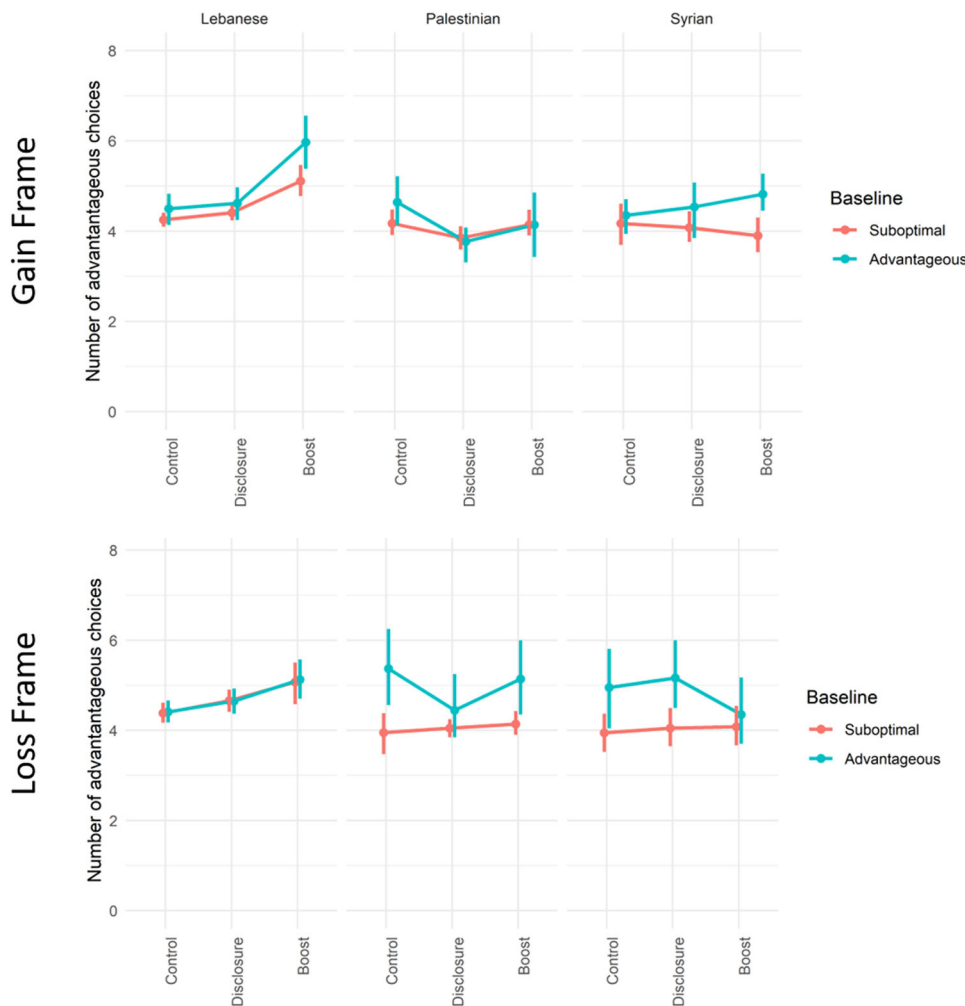 Lebanese
Palestinian
Syrian
Gain Frame
Number of advantageous choices
8
6
4
2
0
Control
Disclosure
Boost
Control
Disclosure
Boost
Control
Disclosure
Boost
Baseline
Suboptimal
Advantageous
Loss Frame
Number of advantageous choices
8
6
4
2
0
Control
Disclosure
Boost
Control
Disclosure
Boost
Control
Disclosure
Boost
Baseline
Suboptimal
Advantageous